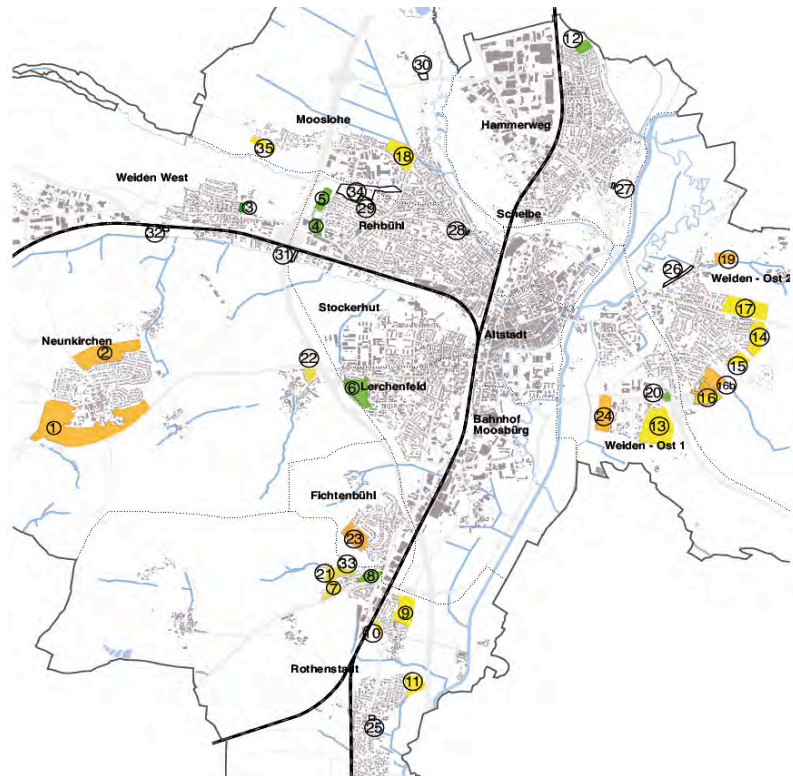 12
30
Mooslohe
Hammerweg
35
18
Weiden West
27
34
5
3
29
4
Rehbühl
Scheibe
28
32
31
26
19
Weiden - Ost 2
Stockerhut
17
Neunkirchen
Altstadt
14
2
22
15
6
Lerchenfeld
20
16b
16
24
1
Bahnhof
Moosbürg
13
Weiden - Ost 1
Fichtenbühl
23
33
21
8
7
9
10
Rothenstadt
11
25